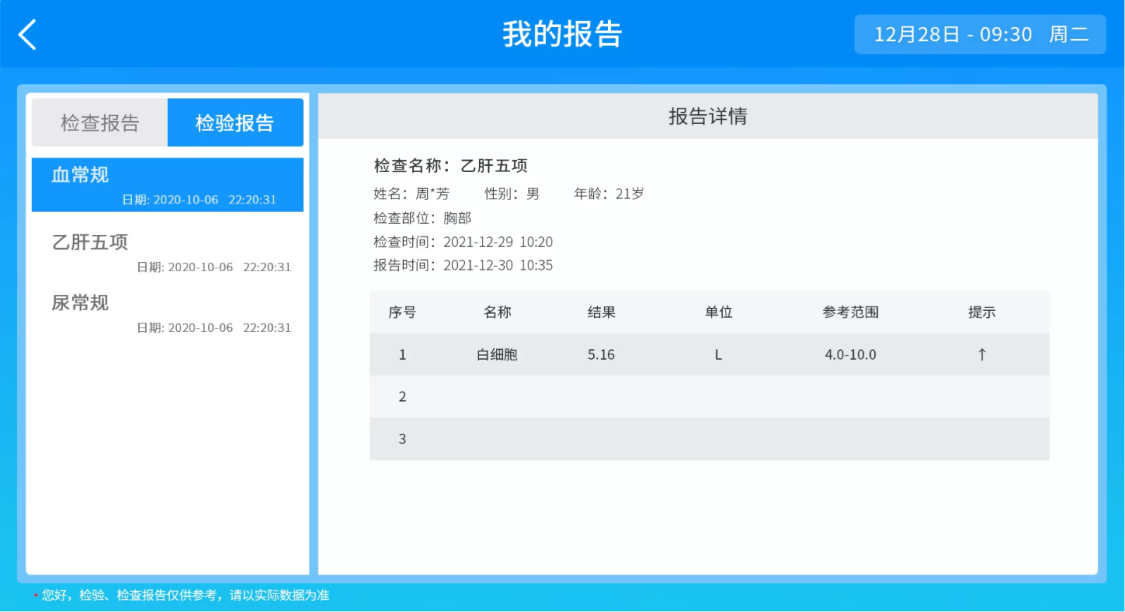 我的报告
12月28日 - 09:30 周二
检查报告 检验报告
血常规
日期: 2020-10-06 22:20:31
乙肝五项
日期: 2020-10-06 22:20:31
尿常规
日期: 2020-10-06 22:20:31
报告详情
检查名称：乙肝五项
姓名：周*芳 性别：男 年龄：21岁
检查部位：胸部
检查时间：2021-12-29 10:20
报告时间：2021-12-30 10:35
序号 名称 结果 单位 参考范围 提示
1 白细胞 5.16 L 4.0-10.0 ↑
2
3
• 您好，检验、检查报告仅供参考，请以实际数据为准